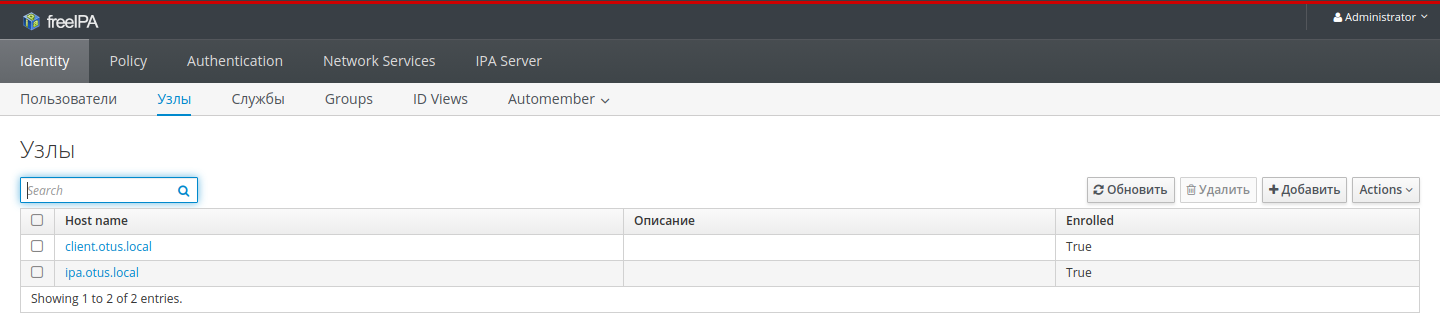 freeIPA Administrator
Identity Policy Authentication Network Services IPA Server
Пользователи Узлы Службы Groups ID Views Automember
Узлы
Search Обновить Удалить Добавить Actions
Host name Описание Enrolled
client.otus.local True
ipa.otus.local True
Showing 1 to 2 of 2 entries.